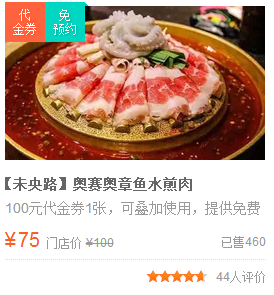 代
金券
免
预约
【未央路】奥赛奥章鱼水煎肉
100元代金券1张，可叠加使用，提供免费
¥75 门店价 ¥100 已售460
44人评价